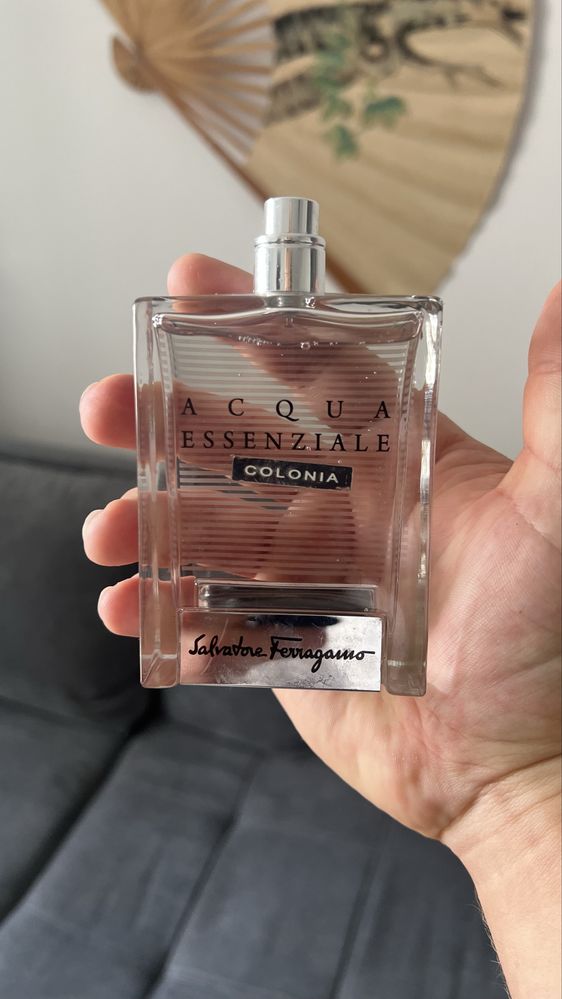 ACQUA
ESSENZIALE
COLONIA
Salvatore Ferragamo